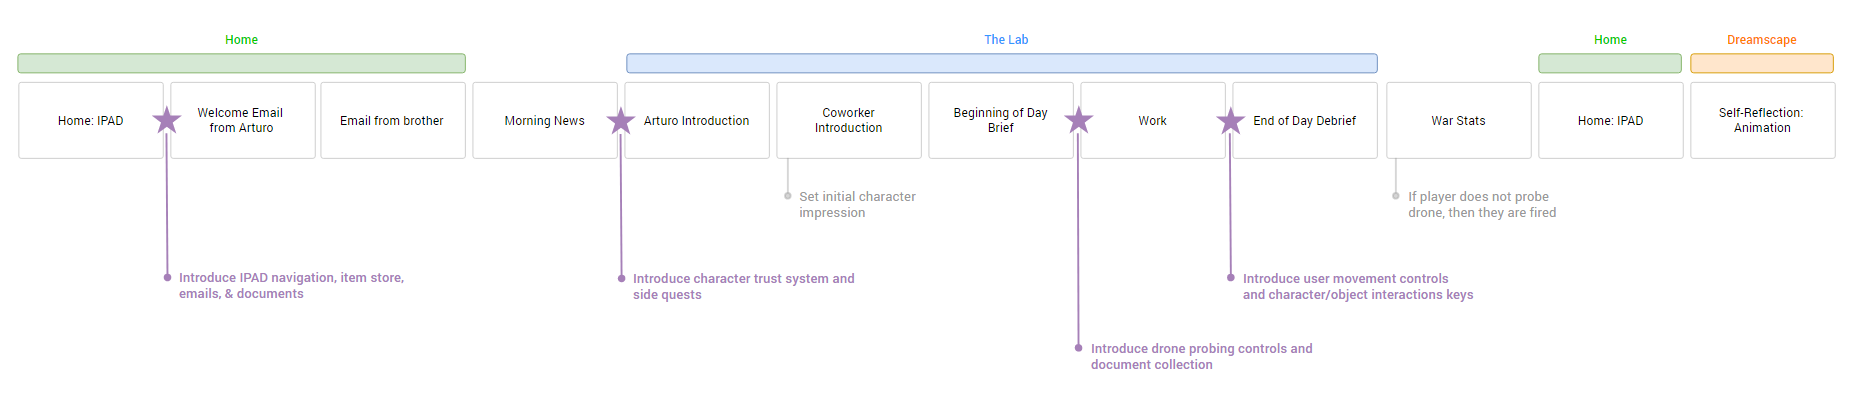 Home
The Lab
Home
Dreamscape
Home: IPAD
Welcome Email
from Arturo
Email from brother
Morning News
Arturo Introduction
Coworker
Introduction
Beginning of Day
Brief
Work
End of Day Debrief
War Stats
Home: IPAD
Self-Reflection:
Animation
Set initial character
impression
If player does not probe
drone, then they are fired
Introduce IPAD navigation, item store,
emails, & documents
Introduce character trust system and
side quests
Introduce user movement controls
and character/object interactions keys
Introduce drone probing controls and
document collection